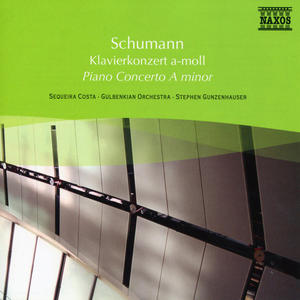 NAXOS
Schumann
Klavierkonzert a-moll
Piano Concerto A minor
SEQUEIRA COSTA · GULBENKIAN ORCHESTRA · STEPHEN GUNZENHAUSER